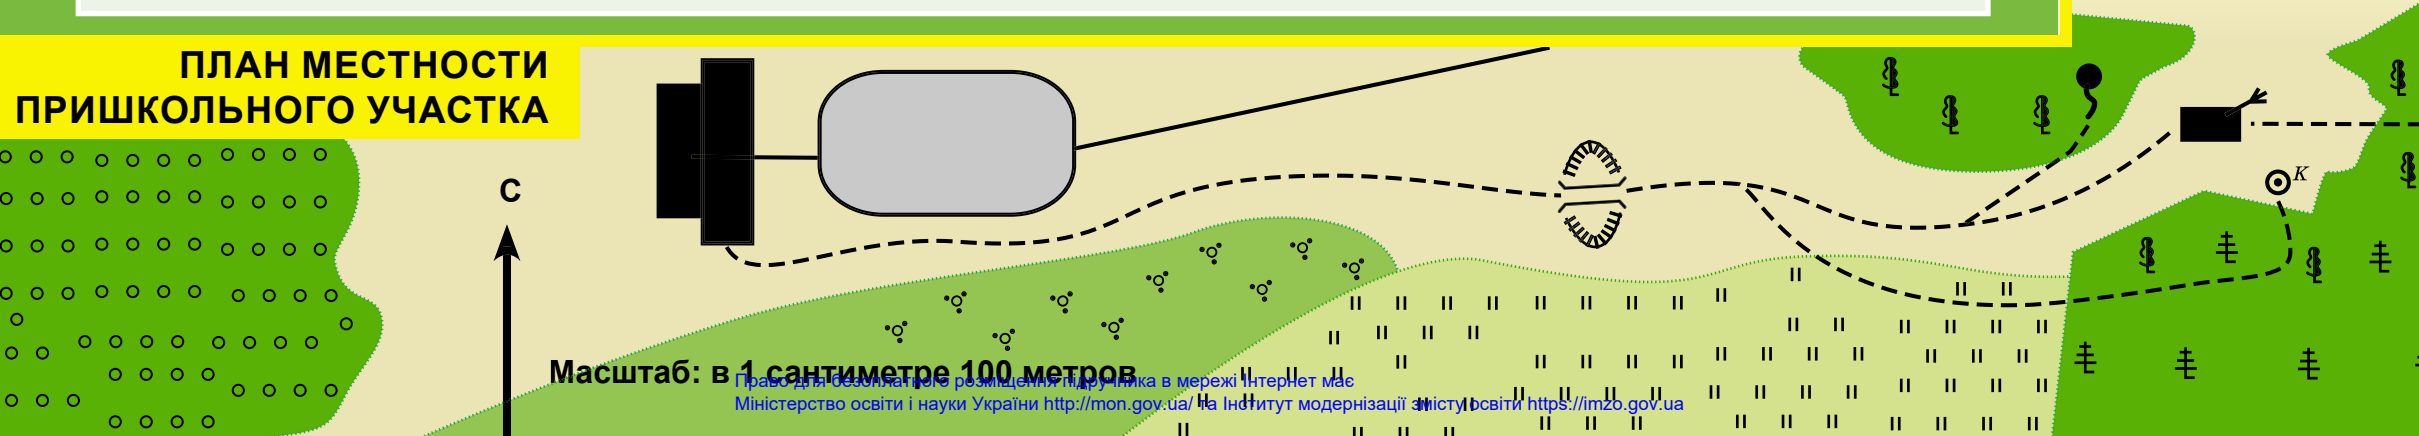 ПЛАН МЕСТНОСТИ
ПРИШКОЛЬНОГО УЧАСТКА
С
К
Масштаб: в 1 сантиметре 100 метров
Право для безоплатного розміщення підручника в мережі Інтернет має
Міністерство освіти і науки України http://mon.gov.ua/ та Інститут модернізації змісту освіти https://imzo.gov.ua